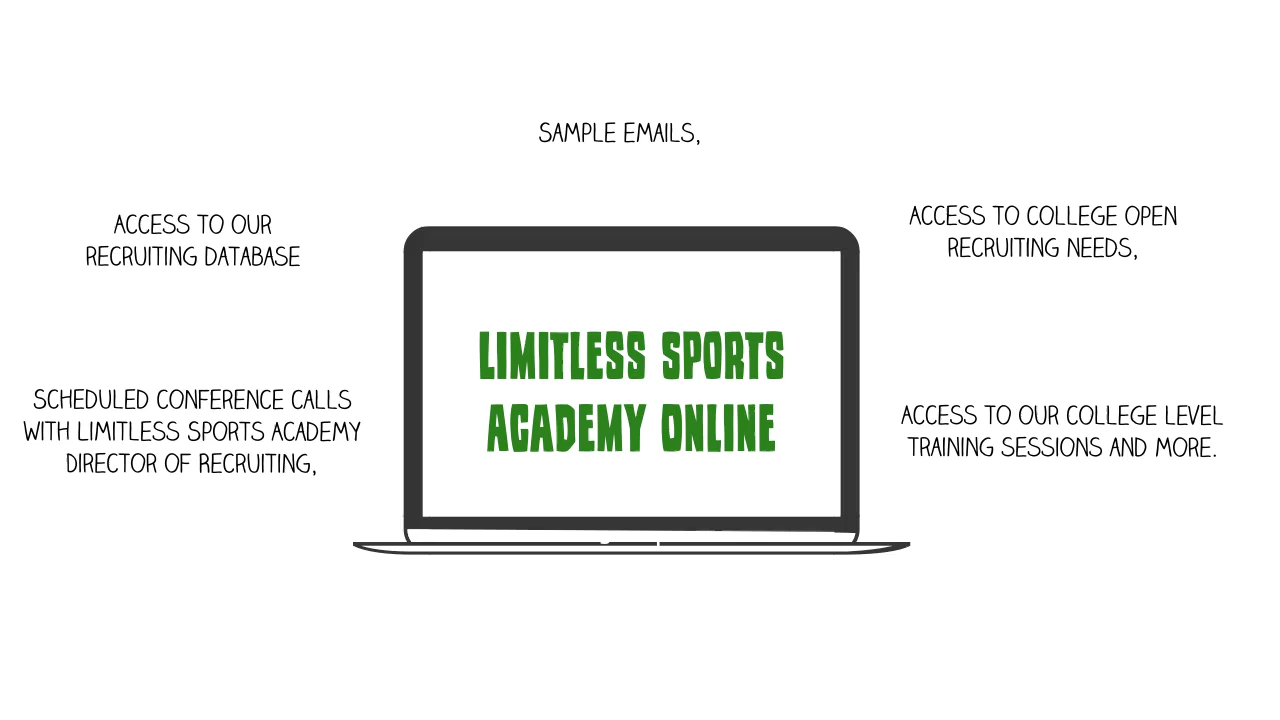 SAMPLE EMAILS,
ACCESS TO OUR
RECRUITING DATABASE
ACCESS TO COLLEGE OPEN
RECRUITING NEEDS,
LIMITLESS SPORTS
ACADEMY ONLINE
SCHEDULED CONFERENCE CALLS
WITH LIMITLESS SPORTS ACADEMY
DIRECTOR OF RECRUITING,
ACCESS TO OUR COLLEGE LEVEL
TRAINING SESSIONS AND MORE.